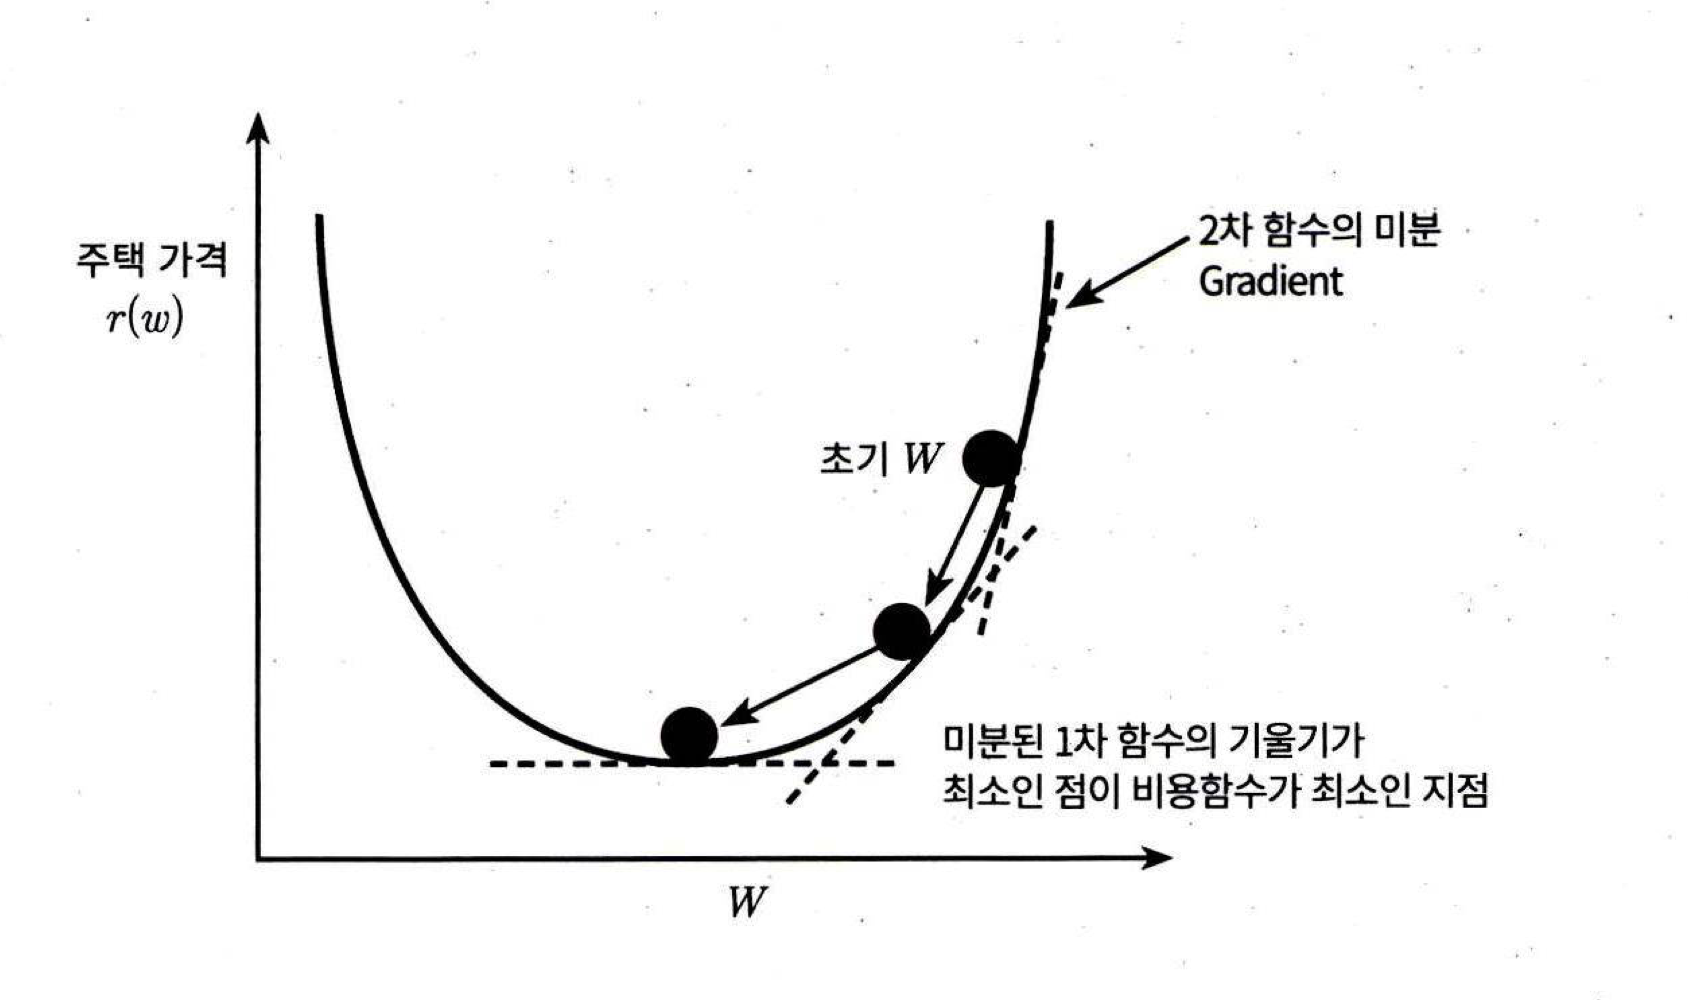 주택 가격
r(w)
2차 함수의 미분
Gradient
초기 W
미분된 1차 함수의 기울기가
최소인 점이 비용함수가 최소인 지점
W